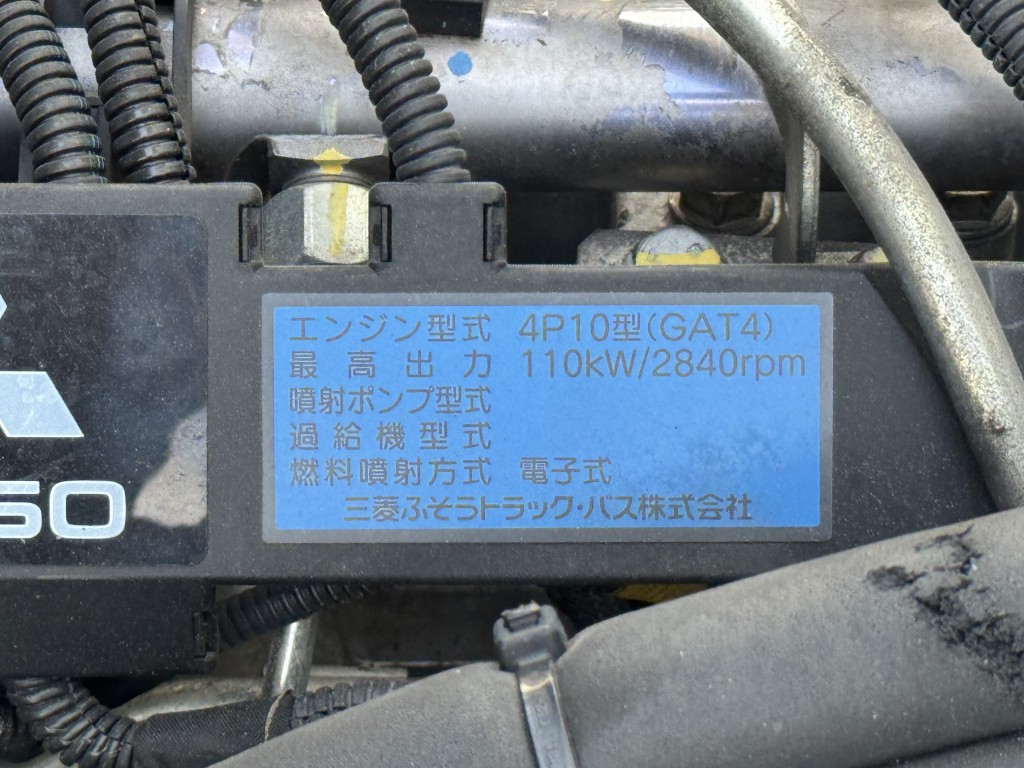 エンジン型式 4P10型(GAT4)
最高出力 110kW/2840rpm
噴射ポンプ型式
過給機型式
燃料噴射方式 電子式
三菱ふそうトラック・バス株式会社
50